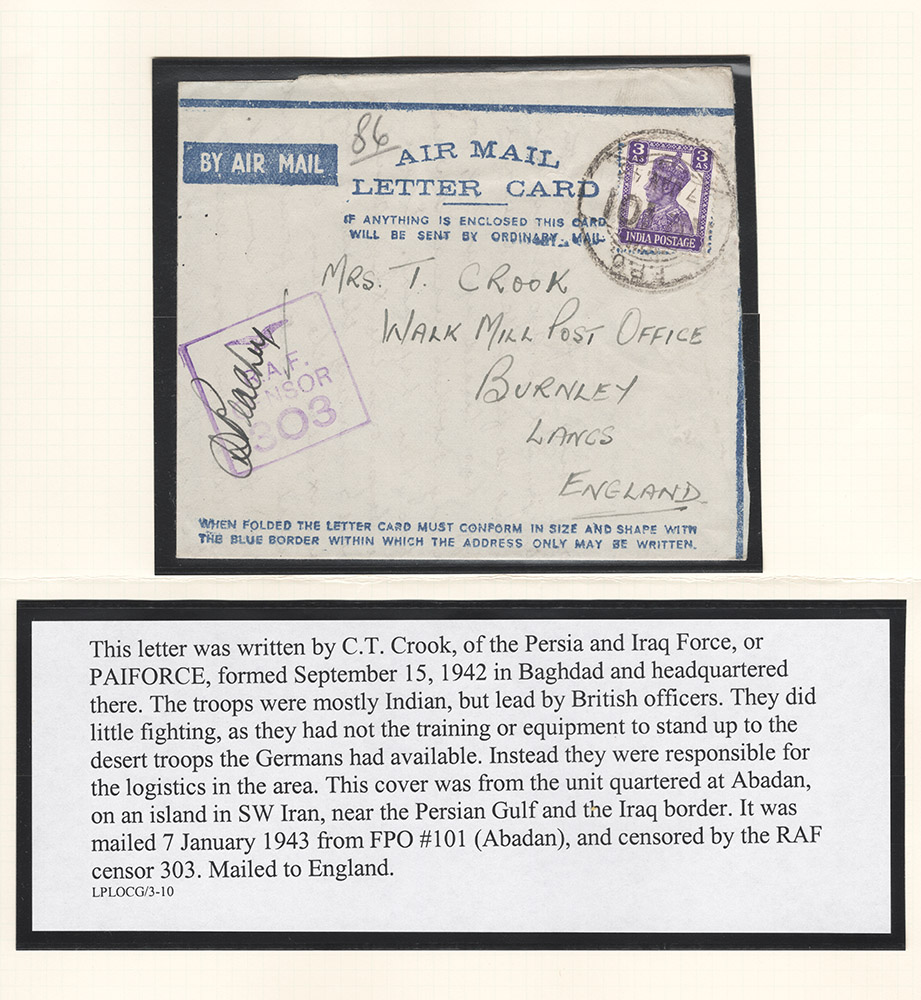 86
BY AIR MAIL
AIR MAIL
LETTER CARD
IF ANYTHING IS ENCLOSED THIS CARD
WILL BE SENT BY ORDINARY MAIL
3 AS
3 AS
INDIA POSTAGE
101
F.P.O.
MRS. T. CROOK
WALK MILL POST OFFICE
BURNLEY
LANCS
ENGLAND
R.A.F.
CENSOR
303
WHEN FOLDED THE LETTER CARD MUST CONFORM IN SIZE AND SHAPE WITH
THE BLUE BORDER WITHIN WHICH THE ADDRESS ONLY MAY BE WRITTEN.
This letter was written by C.T. Crook, of the Persia and Iraq Force, or
PAIFORCE, formed September 15, 1942 in Baghdad and headquartered
there. The troops were mostly Indian, but lead by British officers. They did
little fighting, as they had not the training or equipment to stand up to the
desert troops the Germans had available. Instead they were responsible for
the logistics in the area. This cover was from the unit quartered at Abadan,
on an island in SW Iran, near the Persian Gulf and the Iraq border. It was
mailed 7 January 1943 from FPO #101 (Abadan), and censored by the RAF
censor 303. Mailed to England.
LPLOCG/3-10